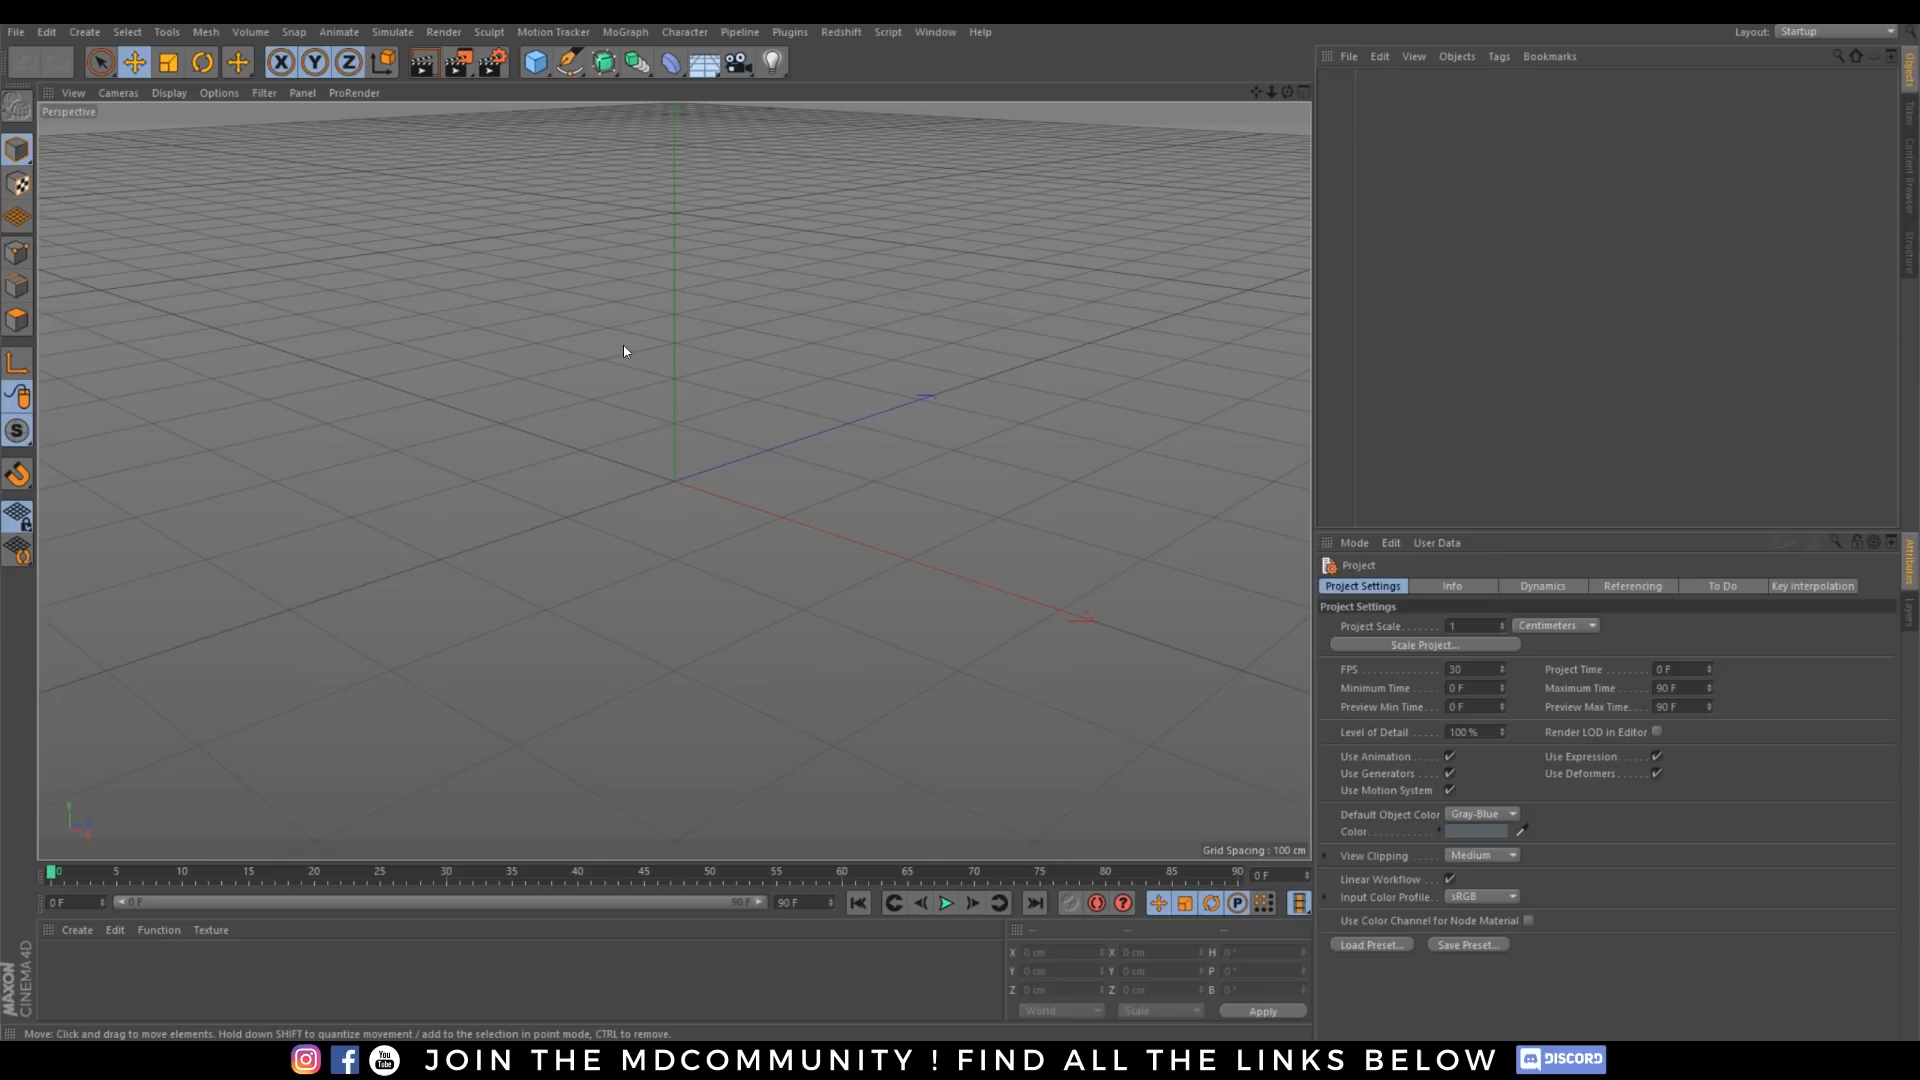 File Edit Create Select Tools Mesh Volume Snap Animate Simulate Render Sculpt Motion Tracker MoGraph Character Pipeline Plugins Redshift Script Window Help
Layout: Startup
File Edit View Objects Tags Bookmarks
View Cameras Display Options Filter Panel ProRender
Perspective
Objects
Takes
Content Browser
Structure
Mode Edit User Data
Project
Project Settings Info Dynamics Referencing To Do Key Interpolation
Project Settings
Project Scale....... 1 Centimeters
Scale Project...
FPS 30 Project Time 0 F
Minimum Time 0 F Maximum Time 90 F
Preview Min Time... 0 F Preview Max Time.... 90 F
Level of Detail 100 % Render LOD in Editor
Use Animation Use Expression
Use Generators Use Deformers
Use Motion System
Default Object Color Gray-Blue
Color
View Clipping Medium
Linear Workflow
Input Color Profile.. sRGB
Use Color Channel for Node Material
Load Preset... Save Preset...
Attributes
Layers
Grid Spacing : 100 cm
0 5 10 15 20 25 30 35 40 45 50 55 60 65 70 75 80 85 90 0 F
0 F 0 F 90 F 90 F
Create Edit Function Texture
-- -- --
X 0 cm X 0 cm H 0 °
Y 0 cm Y 0 cm P 0 °
Z 0 cm Z 0 cm B 0 °
World Scale Apply
MAXON
CINEMA 4D
Move: Click and drag to move elements. Hold down SHIFT to quantize movement / add to the selection in point mode, CTRL to remove.
You Tube JOIN THE MDCOMMUNITY ! FIND ALL THE LINKS BELOW DISCORD